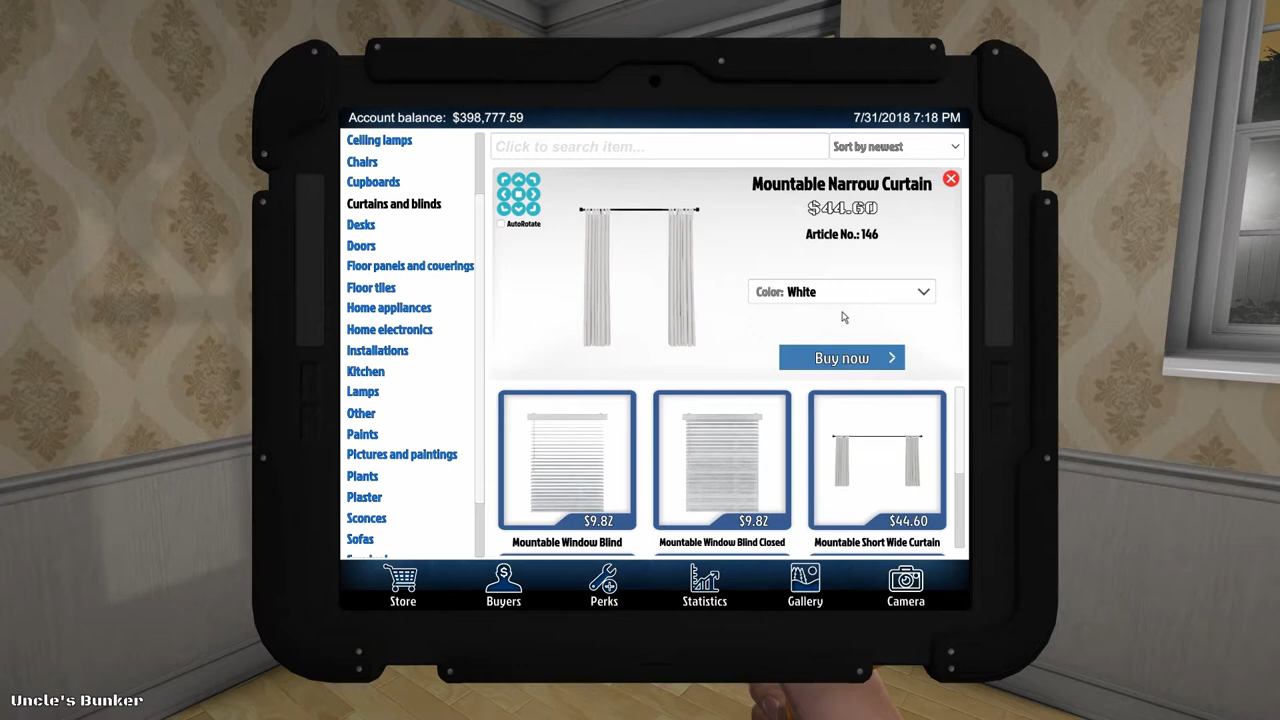 Account balance: $398,777.59
7/31/2018 7:18 PM
Ceiling lamps
Chairs
Cupboards
Curtains and blinds
Desks
Doors
Floor panels and coverings
Floor tiles
Home appliances
Home electronics
Installations
Kitchen
Lamps
Other
Paints
Pictures and paintings
Plants
Plaster
Sconces
Sofas
Click to search item...
Sort by newest
AutoRotate
Mountable Narrow Curtain
$44.60
Article No.: 146
Color: White
Buy now
$9.82
Mountable Window Blind
$9.82
Mountable Window Blind Closed
$44.60
Mountable Short Wide Curtain
Store
Buyers
Perks
Statistics
Gallery
Camera
Uncle's Bunker